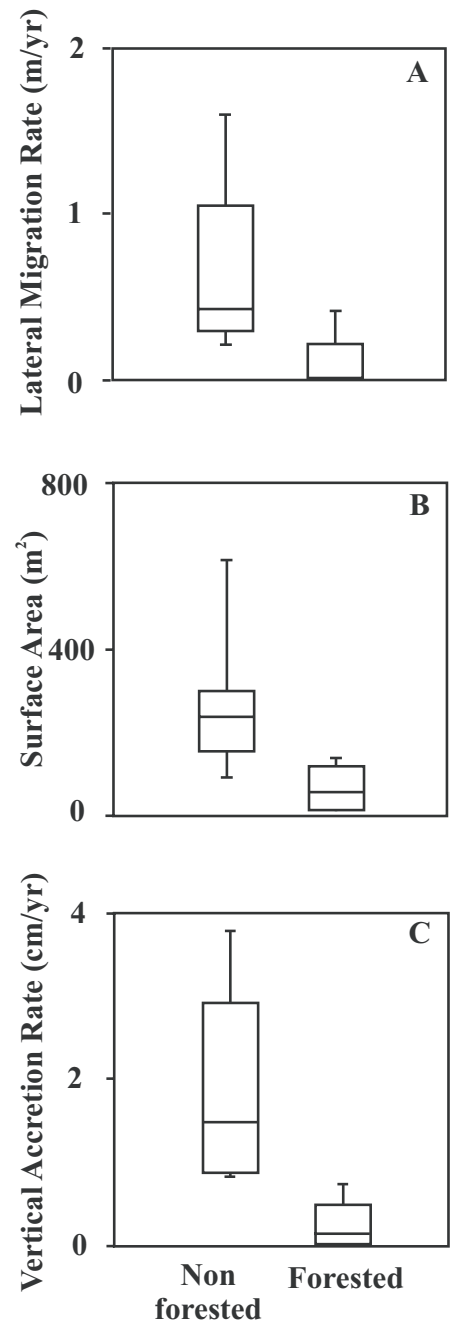 Lateral Migration Rate (m/yr)
2
1
0
A
Surface Area (m²)
800
400
0
B
Vertical Accretion Rate (cm/yr)
4
2
0
C
Non
forested
Forested